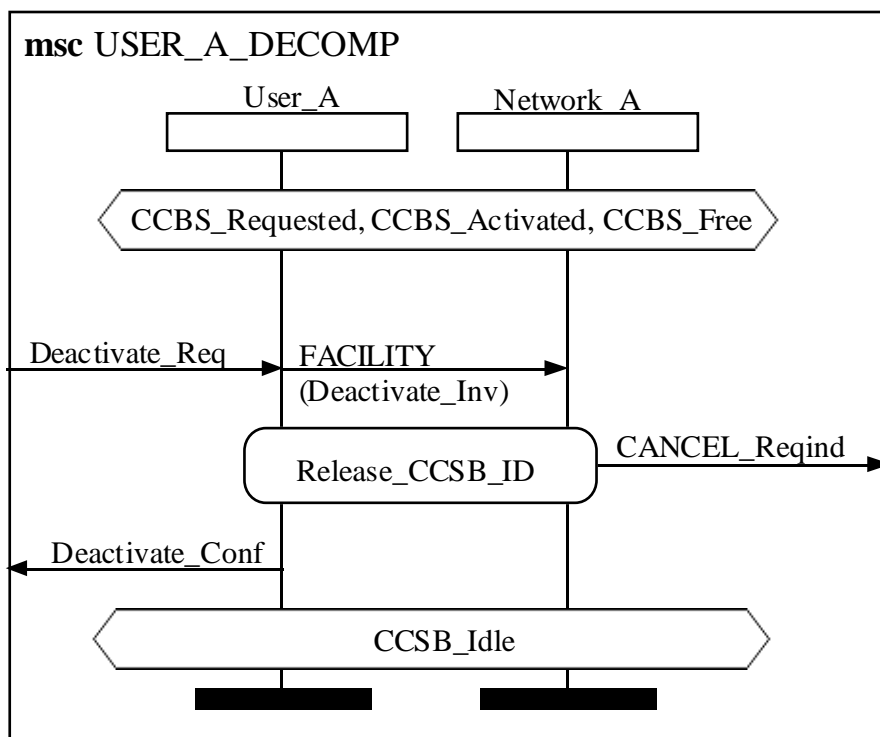 msc USER_A_DECOMP
User_A
Network_A
CCBS_Requested, CCBS_Activated, CCBS_Free
Deactivate_Req
FACILITY
(Deactivate_Inv)
Release_CCSB_ID
CANCEL_Reqind
Deactivate_Conf
CCSB_Idle